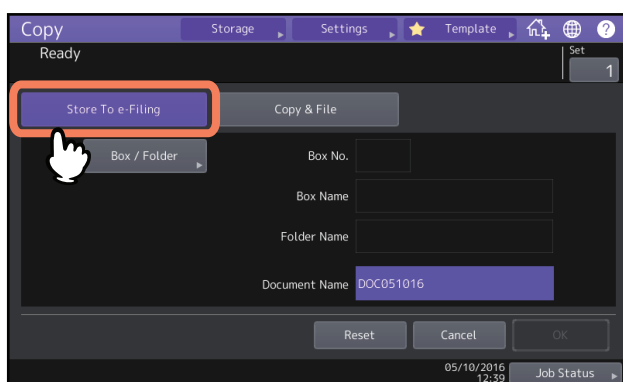 Copy Storage Settings Template ?
Ready Set
1
Store To e-Filing Copy & File
Box / Folder Box No.
Box Name
Folder Name
Document Name DOC051016
Reset Cancel OK
05/10/2016 Job Status
12:39